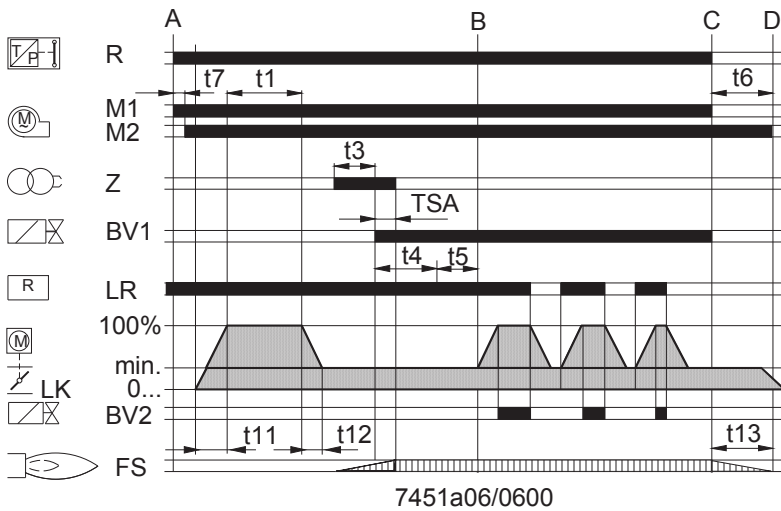 A B C D
T P R
t7 t1 t6
M M1
M2
t3
Z
TSA
BV1
t4 t5
R LR
100%
M
min.
LK 0...
BV2
t11 t12 t13
FS
7451a06/0600